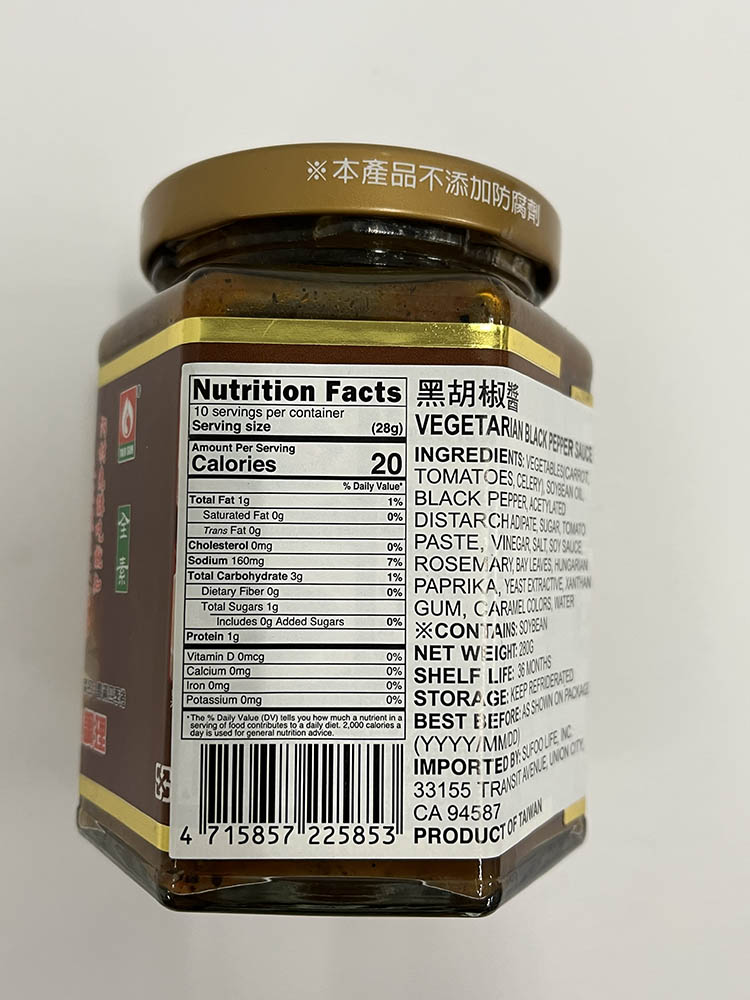 ※本產品不添加防腐劑
Nutrition Facts
10 servings per container
Serving size (28g)
Amount Per Serving
Calories 20
% Daily Value*
Total Fat 1g 1%
Saturated Fat 0g 0%
Trans Fat 0g
Cholesterol 0mg 0%
Sodium 160mg 7%
Total Carbohydrate 3g 1%
Dietary Fiber 0g 0%
Total Sugars 1g
Includes 0g Added Sugars 0%
Protein 1g
Vitamin D 0mcg 0%
Calcium 0mg 0%
Iron 0mg 0%
Potassium 0mg 0%
*The % Daily Value (DV) tells you how much a nutrient in a
serving of food contributes to a daily diet. 2,000 calories a
day is used for general nutrition advice.
4 715857 225853
黑胡椒醬
VEGETARIAN BLACK PEPPER SAUCE
INGREDIENTS: VEGETABLES(CARROT,
TOMATOES, CELERY), SOYBEAN OIL,
BLACK PEPPER, ACETYLATED
DISTARCH ADIPATE, SUGAR, TOMATO
PASTE, VINEGAR, SALT, SOY SAUCE,
ROSEMARY, BAY LEAVES, HUNGARIAN
PAPRIKA, YEAST EXTRACTIVE, XANTHAN
GUM, CARAMEL COLORS, WATER
※CONTAINS: SOYBEAN
NET WEIGHT: 280G
SHELF LIFE: 36 MONTHS
STORAGE: KEEP REFRIDERATED
BEST BEFORE: AS SHOWN ON PACKAGE
(YYYY/MM/DD)
IMPORTED BY: SUFOO LIFE, INC.
33155 TRANSIT AVENUE, UNION CITY,
CA 94587
PRODUCT OF TAIWAN
全素